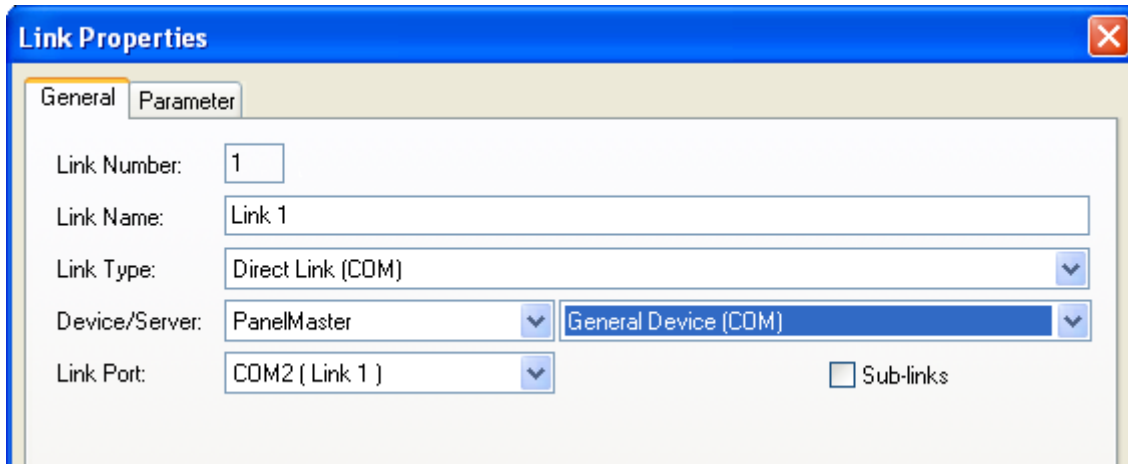 Link Properties
General Parameter
Link Number: 1
Link Name: Link 1
Link Type: Direct Link (COM)
Device/Server: PanelMaster General Device (COM)
Link Port: COM2 ( Link 1 ) Sub-links